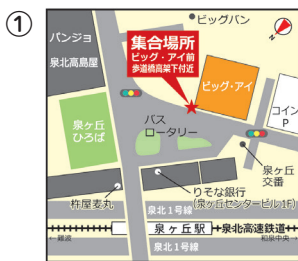 ①
ビッグバン
パンジョ
泉北高島屋
集合場所
ビッグ・アイ前
歩道橋高架下付近
N
ビッグ・アイ
コイン
P
泉ヶ丘
ひろば
バス
ロータリー
泉ヶ丘
交番
杵屋麦丸
りそな銀行
(泉ヶ丘センタービル1F)
泉北1号線
泉ヶ丘駅
泉北高速鉄道
←難波
和泉中央→
泉北1号線